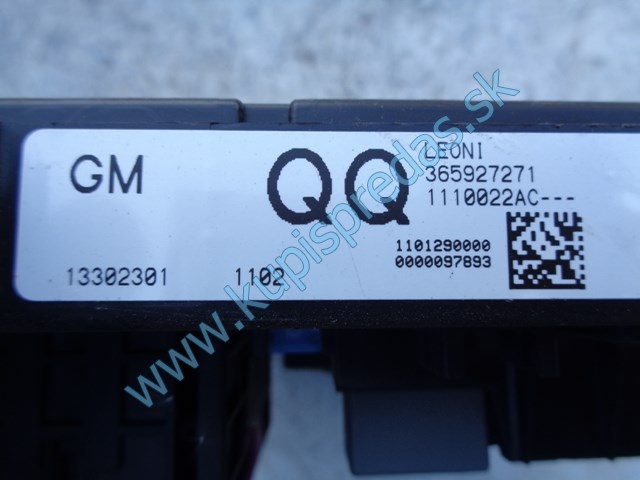 GM
QQ
LEONI
365927271
1110022AC---
1101290000
0000097893
13302301 1102
www.kupispredas.sk